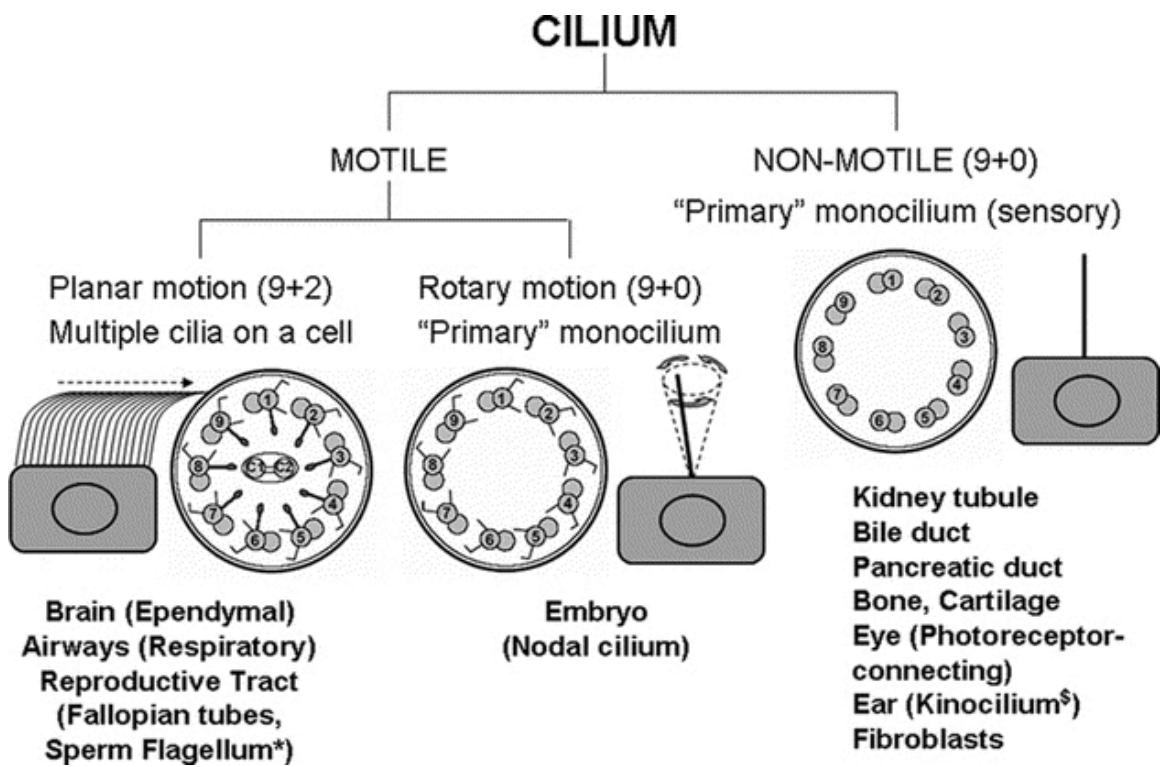 CILIUM
MOTILE
NON-MOTILE (9+0)
“Primary” monocilium (sensory)
Planar motion (9+2)
Multiple cilia on a cell
Rotary motion (9+0)
“Primary” monocilium
1
2
3
4
5
6
7
8
9
C1
C2
1
2
3
4
5
6
7
8
9
1
2
3
4
5
6
7
8
9
Brain (Ependymal)
Airways (Respiratory)
Reproductive Tract
(Fallopian tubes,
Sperm Flagellum*)
Embryo
(Nodal cilium)
Kidney tubule
Bile duct
Pancreatic duct
Bone, Cartilage
Eye (Photoreceptor-
connecting)
Ear (Kinocilium$)
Fibroblasts